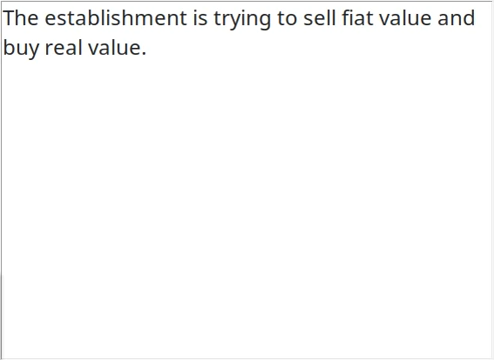 The establishment is trying to sell fiat value and
buy real value.